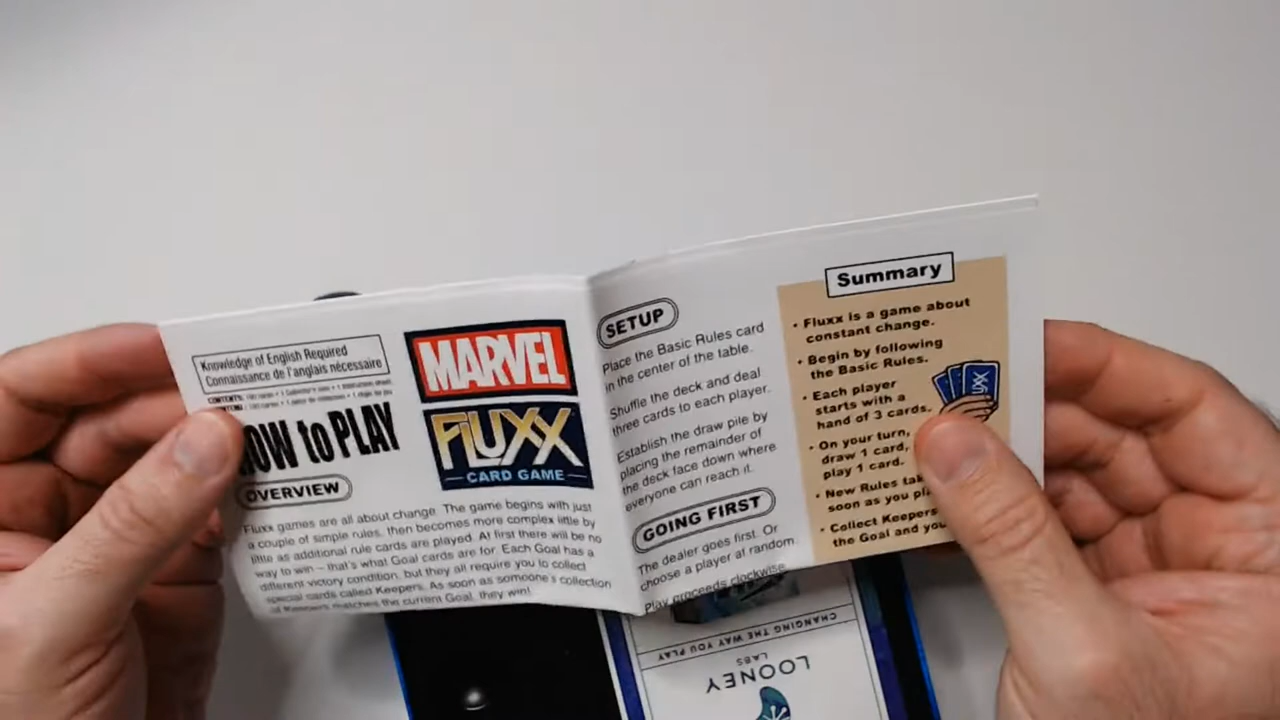 Knowledge of English Required
Connaissance de l'anglais nécessaire
HOW to PLAY
MARVEL
FLUXX
CARD GAME
OVERVIEW
Fluxx games are all about change. The game begins with just
a couple of simple rules, then becomes more complex little by
little as additional rule cards are played. At first there will be no
way to win – that's what Goal cards are for. Each Goal has a
different victory condition, but they all require you to collect
special cards called Keepers. As soon as someone's collection
of Keepers matches the current Goal, they win!
SETUP
Place the Basic Rules card
in the center of the table.
Shuffle the deck and deal
three cards to each player.
Establish the draw pile by
placing the remainder of
the deck face down where
everyone can reach it.
GOING FIRST
The dealer goes first. Or
choose a player at random.
Play proceeds clockwise
Summary
• Fluxx is a game about
constant change.
• Begin by following
the Basic Rules.
• Each player
starts with a
hand of 3 cards.
• On your turn,
draw 1 card,
play 1 card.
• New Rules
soon as you
• Collect Keepers
the Goal and you
CHANGING THE WAY YOU PLAY
LOONEY
LABS